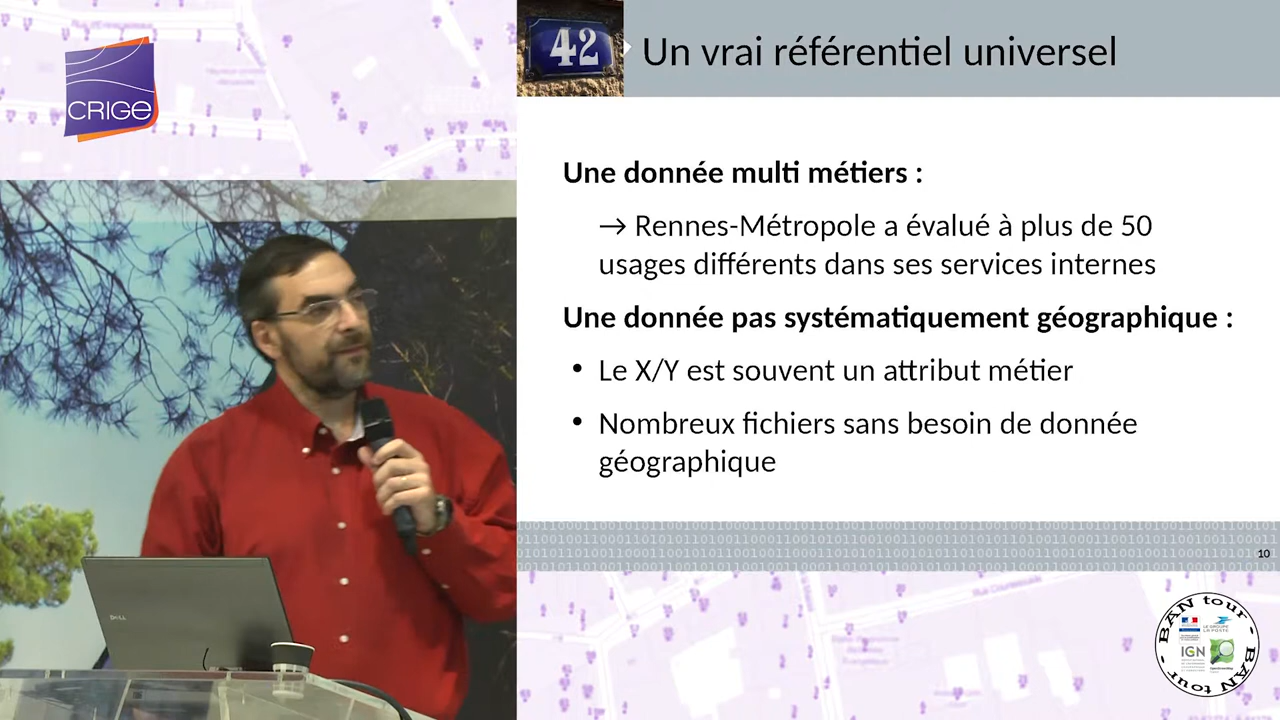 CRIGE
42
Un vrai référentiel universel
Une donnée multi métiers :
→ Rennes-Métropole a évalué à plus de 50
usages différents dans ses services internes
Une donnée pas systématiquement géographique :
• Le X/Y est souvent un attribut métier
• Nombreux fichiers sans besoin de donnée
géographique
10
DELL
BAN tour - BAN tour -
LE GROUPE
LA POSTE
IGN